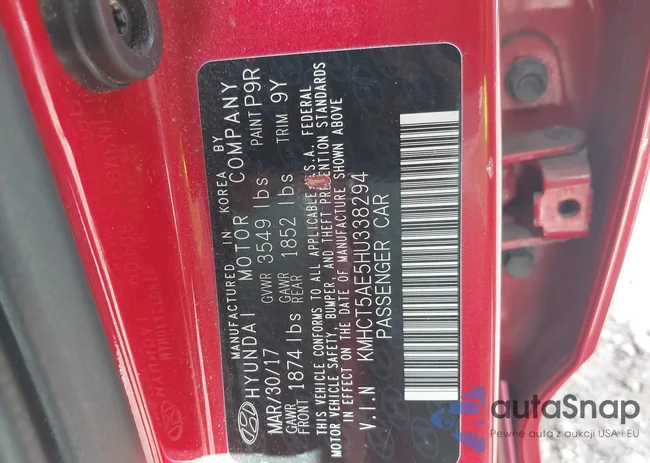 MANUFACTURED IN KOREA BY
HYUNDAI MOTOR COMPANY
MAR/30/17 GVWR 3549 lbs PAINT P9R
GAWR FRONT 1874 lbs GAWR REAR 1852 lbs TRIM 9Y
THIS VEHICLE CONFORMS TO ALL APPLICABLE U.S.A. FEDERAL
MOTOR VEHICLE SAFETY, BUMPER, AND THEFT PREVENTION STANDARDS
IN EFFECT ON THE DATE OF MANUFACTURE SHOWN ABOVE
V.I.N KMHCT5AE5HU338294
PASSENGER CAR
autoSnap
Pewne auta z aukcji USA i EU